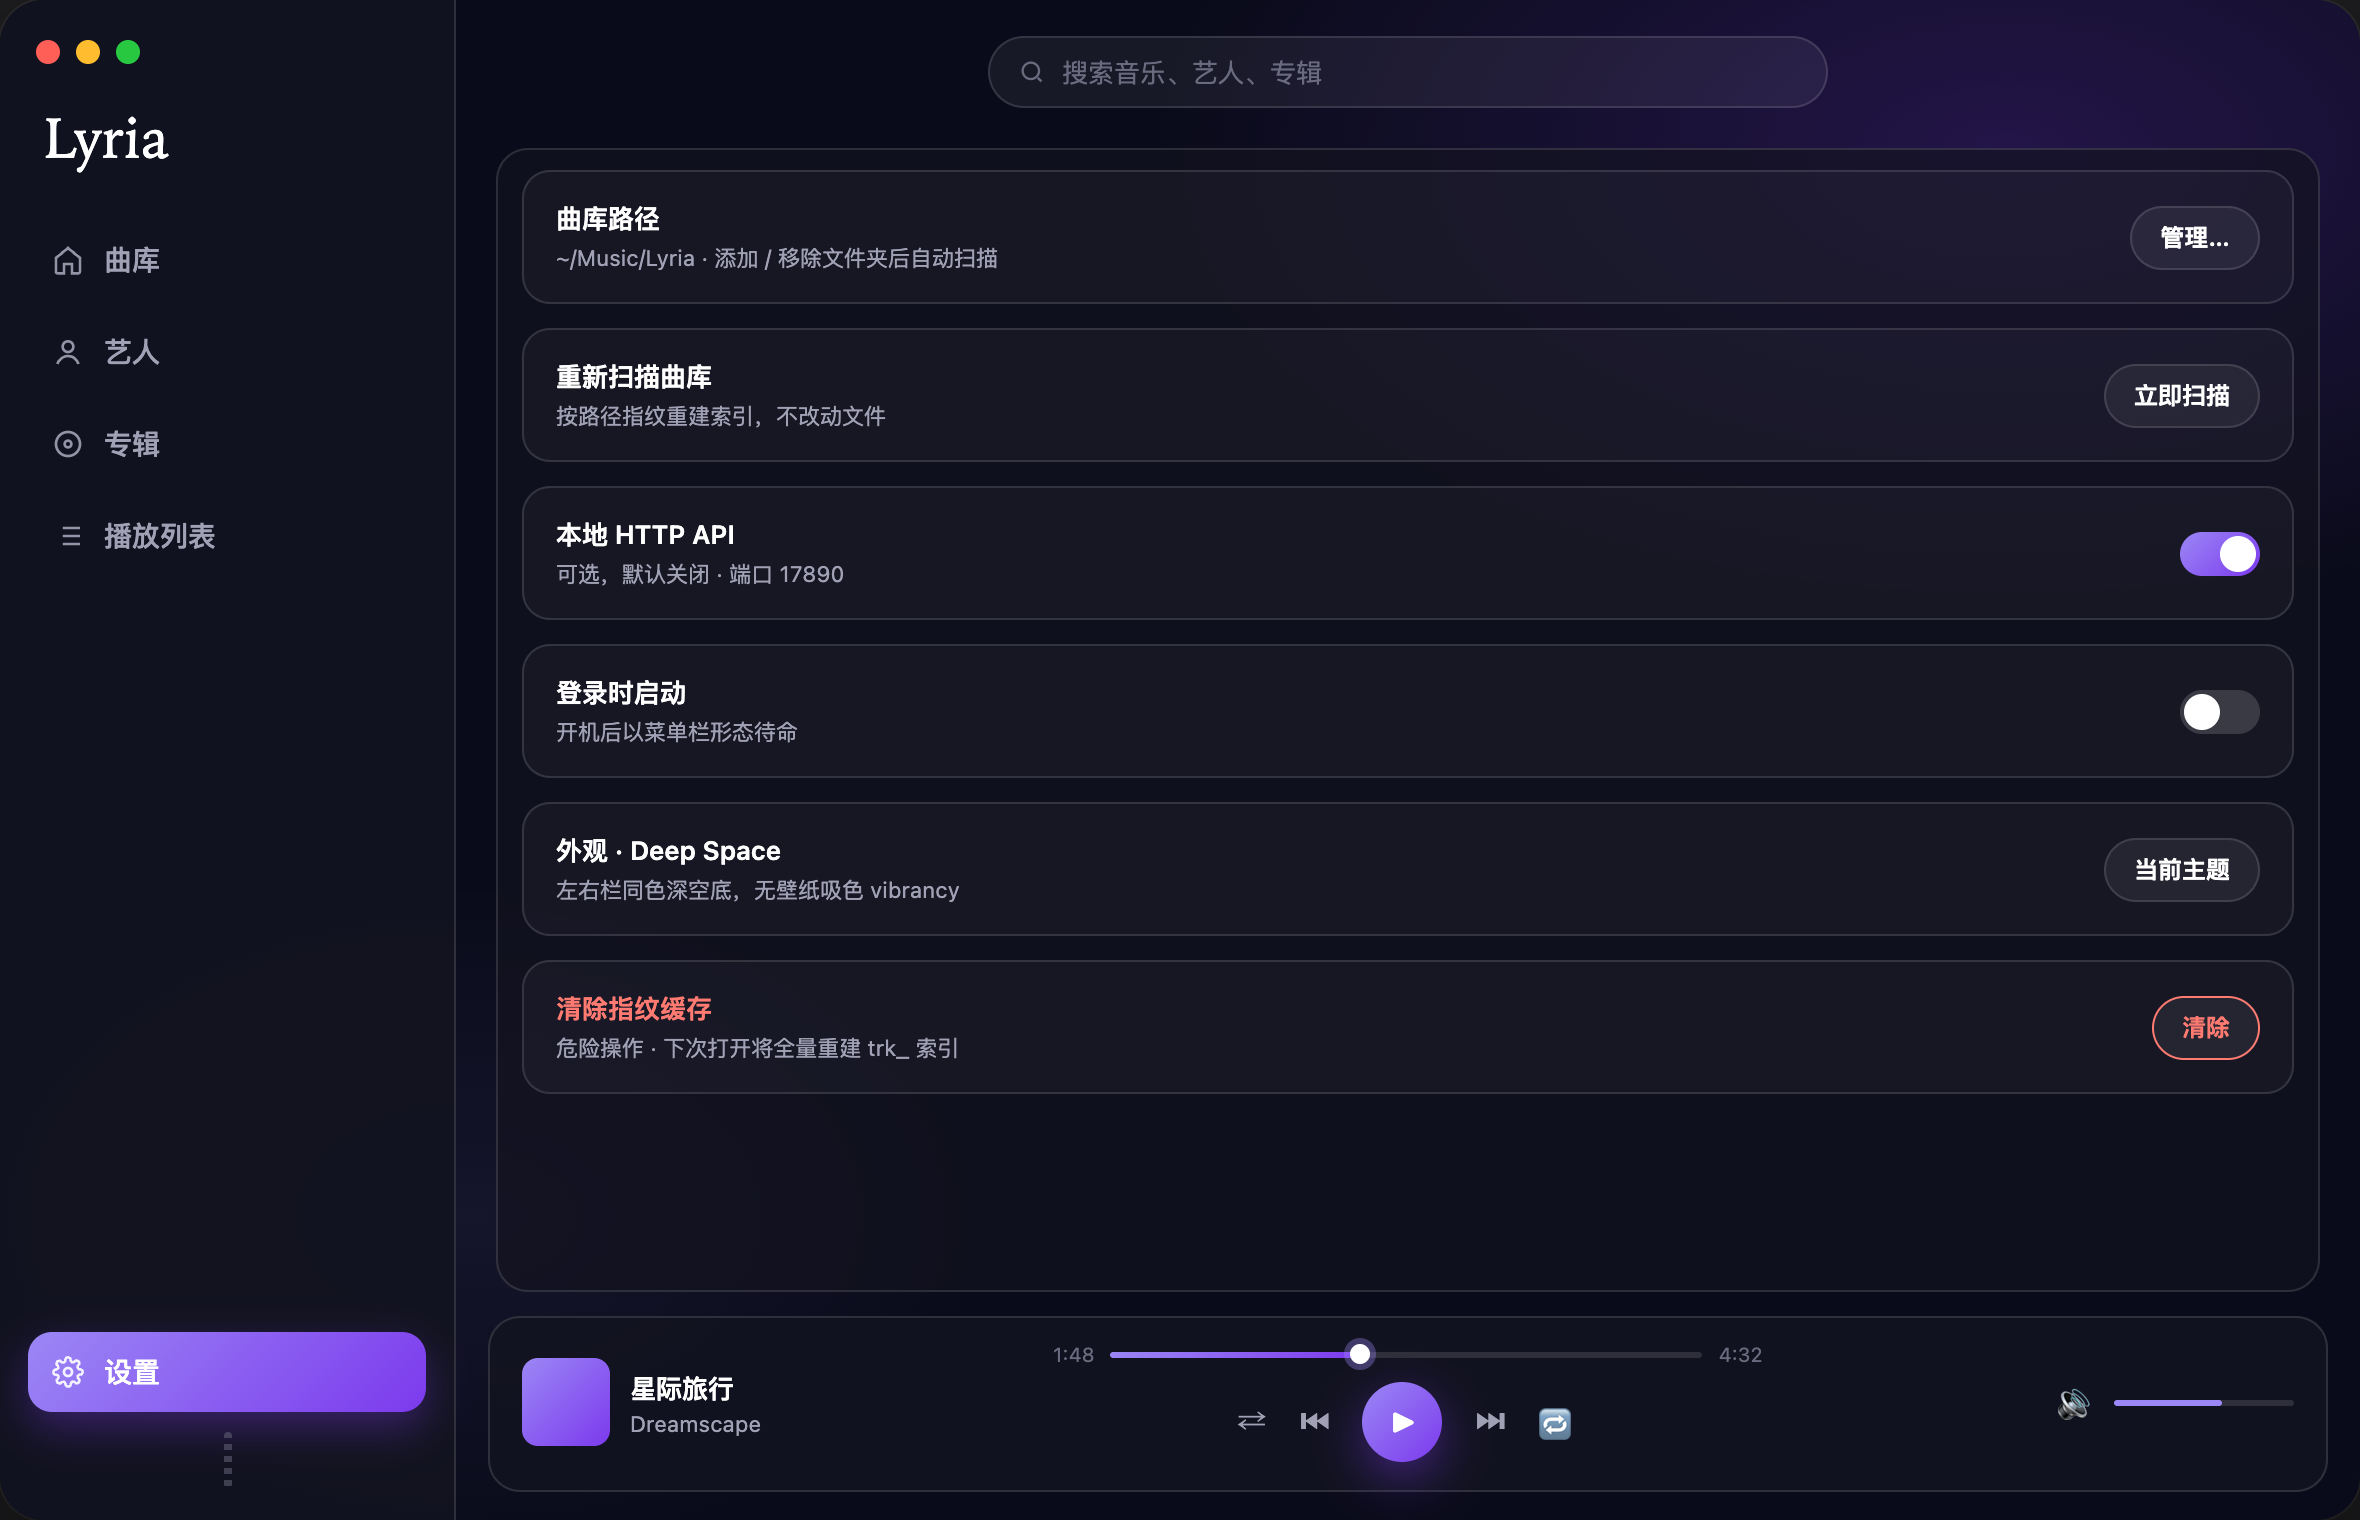 Lyria
曲库
艺人
专辑
播放列表
设置
搜索音乐、艺人、专辑
曲库路径
~/Music/Lyria · 添加 / 移除文件夹后自动扫描
管理...
重新扫描曲库
按路径指纹重建索引，不改动文件
立即扫描
本地 HTTP API
可选，默认关闭 · 端口 17890
登录时启动
开机后以菜单栏形态待命
外观 · Deep Space
左右栏同色深空底，无壁纸吸色 vibrancy
当前主题
清除指纹缓存
危险操作 · 下次打开将全量重建 trk_ 索引
清除
星际旅行
Dreamscape
1:48
4:32